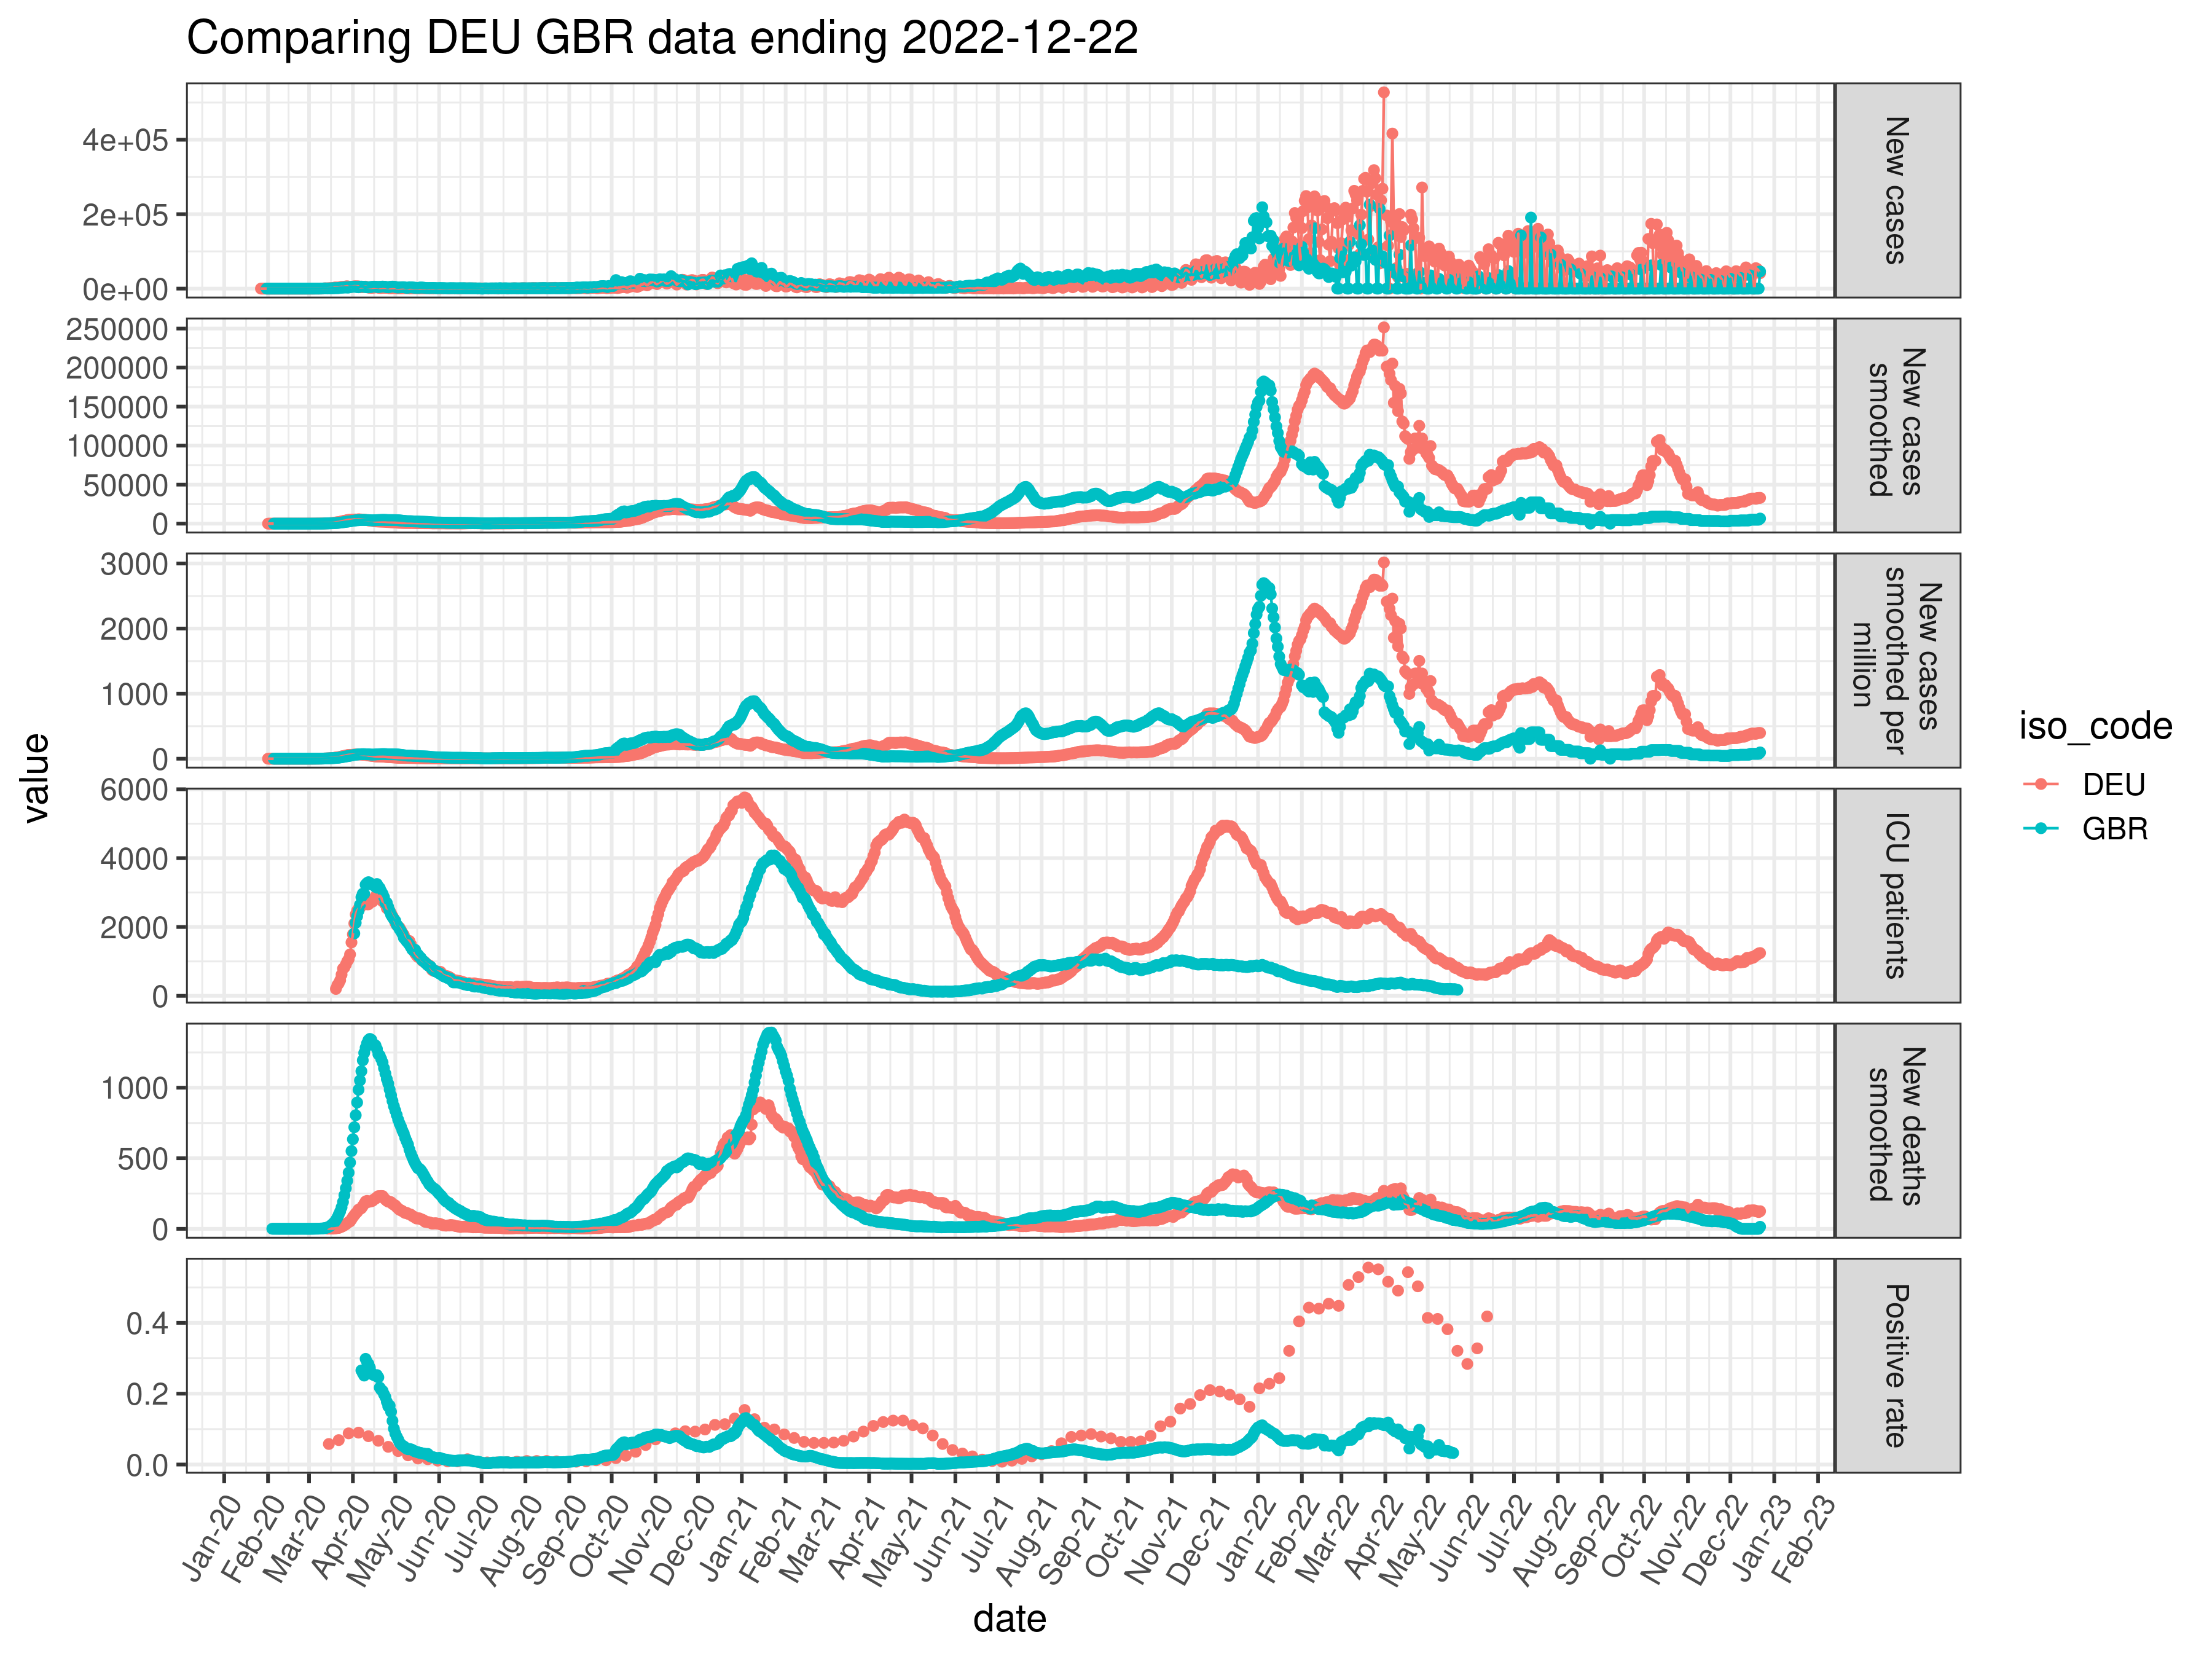 Comparing DEU GBR data ending 2022-12-22
value
4e+05
2e+05
0e+00
New cases
250000
200000
150000
100000
50000
0
New cases
smoothed
3000
2000
1000
0
New cases
smoothed per
million
6000
4000
2000
0
ICU patients
1000
500
0
New deaths
smoothed
0.4
0.2
0.0
Positive rate
Jan-20
Feb-20
Mar-20
Apr-20
May-20
Jun-20
Jul-20
Aug-20
Sep-20
Oct-20
Nov-20
Dec-20
Jan-21
Feb-21
Mar-21
Apr-21
May-21
Jun-21
Jul-21
Aug-21
Sep-21
Oct-21
Nov-21
Dec-21
Jan-22
Feb-22
Mar-22
Apr-22
May-22
Jun-22
Jul-22
Aug-22
Sep-22
Oct-22
Nov-22
Dec-22
Jan-23
Feb-23
date
iso_code
DEU
GBR